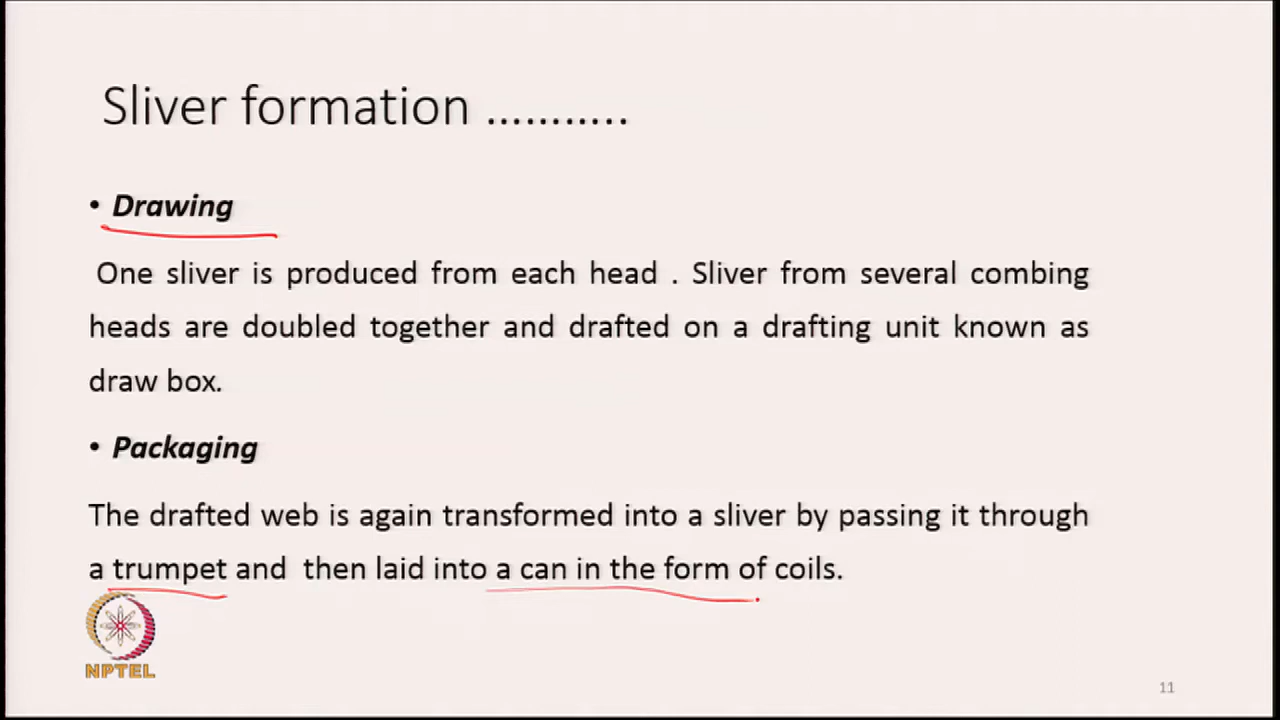 Sliver formation ...........
• Drawing
One sliver is produced from each head . Sliver from several combing
heads are doubled together and drafted on a drafting unit known as
draw box.
• Packaging
The drafted web is again transformed into a sliver by passing it through
a trumpet and then laid into a can in the form of coils.
NPTEL
11